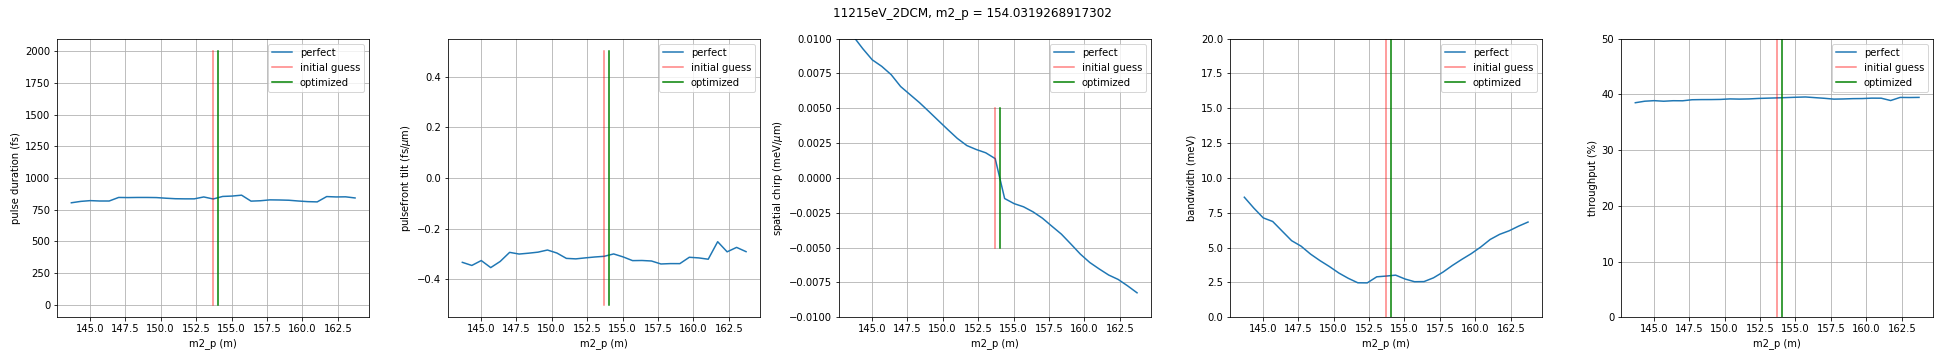 11215eV_2DCM, m2_p = 154.0319268917302
pulse duration (fs)
2000
1750
1500
1250
1000
750
500
250
0
145.0 147.5 150.0 152.5 155.0 157.5 160.0 162.5
m2_p (m)
perfect
initial guess
optimized
pulsefront tilt (fs/μm)
0.4
0.2
0.0
−0.2
−0.4
145.0 147.5 150.0 152.5 155.0 157.5 160.0 162.5
m2_p (m)
perfect
initial guess
optimized
spatial chirp (meV/μm)
0.0100
0.0075
0.0050
0.0025
0.0000
−0.0025
−0.0050
−0.0075
−0.0100
145.0 147.5 150.0 152.5 155.0 157.5 160.0 162.5
m2_p (m)
perfect
initial guess
optimized
bandwidth (meV)
20.0
17.5
15.0
12.5
10.0
7.5
5.0
2.5
0.0
145.0 147.5 150.0 152.5 155.0 157.5 160.0 162.5
m2_p (m)
perfect
initial guess
optimized
throughput (%)
50
40
30
20
10
0
145.0 147.5 150.0 152.5 155.0 157.5 160.0 162.5
m2_p (m)
perfect
initial guess
optimized